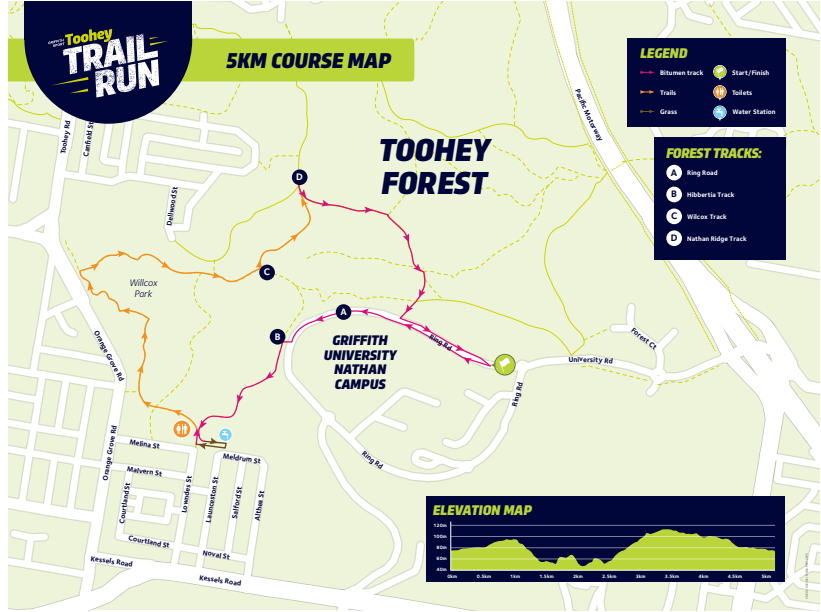 GRIFFITH
SPORT
Toohey
TRAIL
RUN
5KM COURSE MAP
LEGEND
Bitumen track
Start/Finish
Trails
Toilets
Grass
Water Station
FOREST TRACKS:
A Ring Road
B Hibbertia Track
C Wilcox Track
D Nathan Ridge Track
TOOHEY
FOREST
Pacific Motorway
Toohey Rd
Canfield St
Dellwood St
D
C
A
B
Willcox
Park
GRIFFITH
UNIVERSITY
NATHAN
CAMPUS
Ring Rd
University Rd
Forest Ct
Ring Rd
Ring Rd
Orange Grove Rd
Orange Grove Rd
Melina St
Malvern St
Meldrum St
Courtland St
Lowndes St
Launceston St
Salford St
Althea St
Courtland St
Noval St
Kessels Road
Kessels Road
ELEVATION MAP
120m
100m
80m
60m
40m
0km 0.5km 1km 1.5km 2km 2.5km 3km 3.5km 4km 4.5km 5km